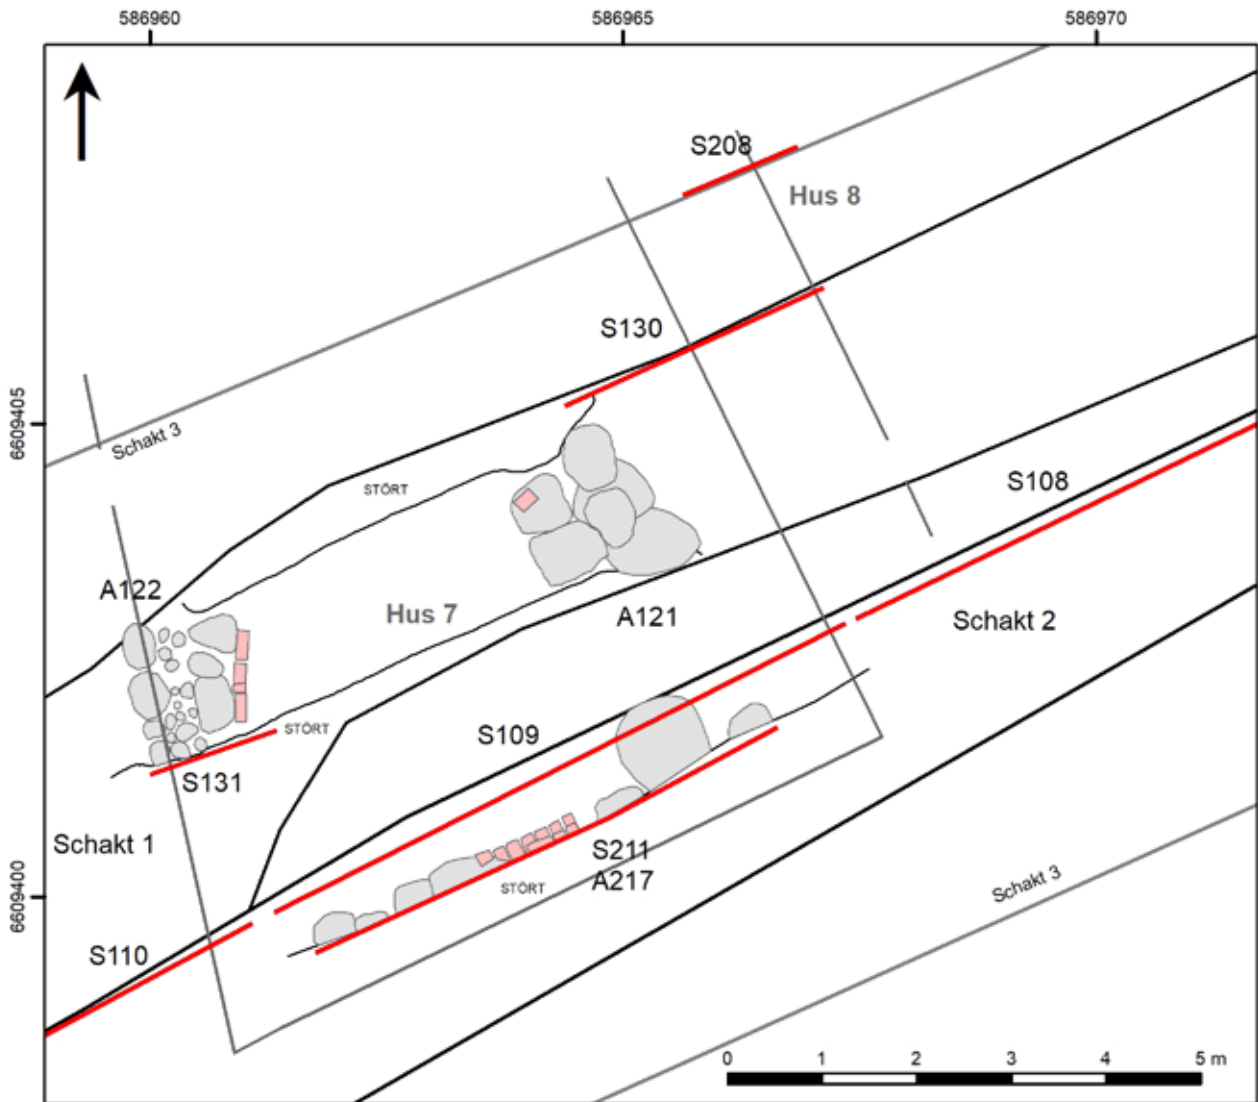 586960
586965
586970
S208
Hus 8
S130
6609405
Schakt 3
STÖRT
S108
A122
Hus 7
A121
Schakt 2
STÖRT
S109
S131
Schakt 1
S211
A217
STÖRT
Schakt 3
6609400
S110
0 1 2 3 4 5 m